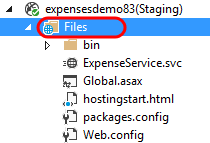 expensesdemo83(Staging)
Files
bin
ExpenseService.svc
Global.asax
hostingstart.html
packages.config
Web.config